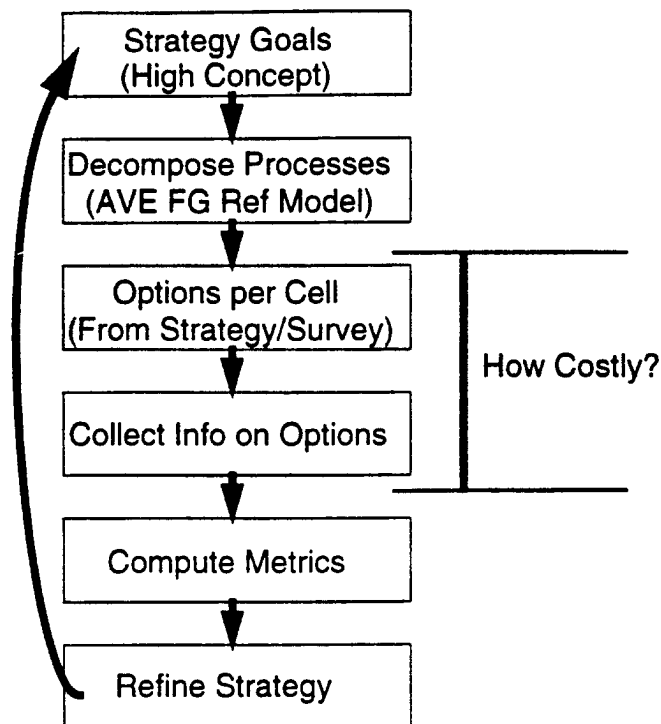 Strategy Goals
(High Concept)
Decompose Processes
(AVE FG Ref Model)
Options per Cell
(From Strategy/Survey)
How Costly?
Collect Info on Options
Compute Metrics
Refine Strategy